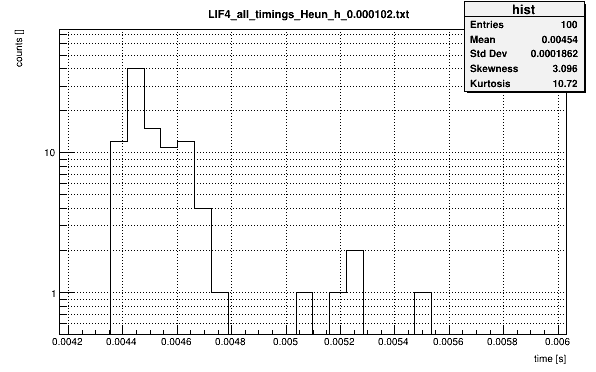 LIF4_all_timings_Heun_h_0.000102.txt
hist
Entries 100
Mean 0.00454
Std Dev 0.0001862
Skewness 3.096
Kurtosis 10.72
counts []
10
1
0.0042 0.0044 0.0046 0.0048 0.005 0.0052 0.0054 0.0056 0.0058 0.006
time [s]